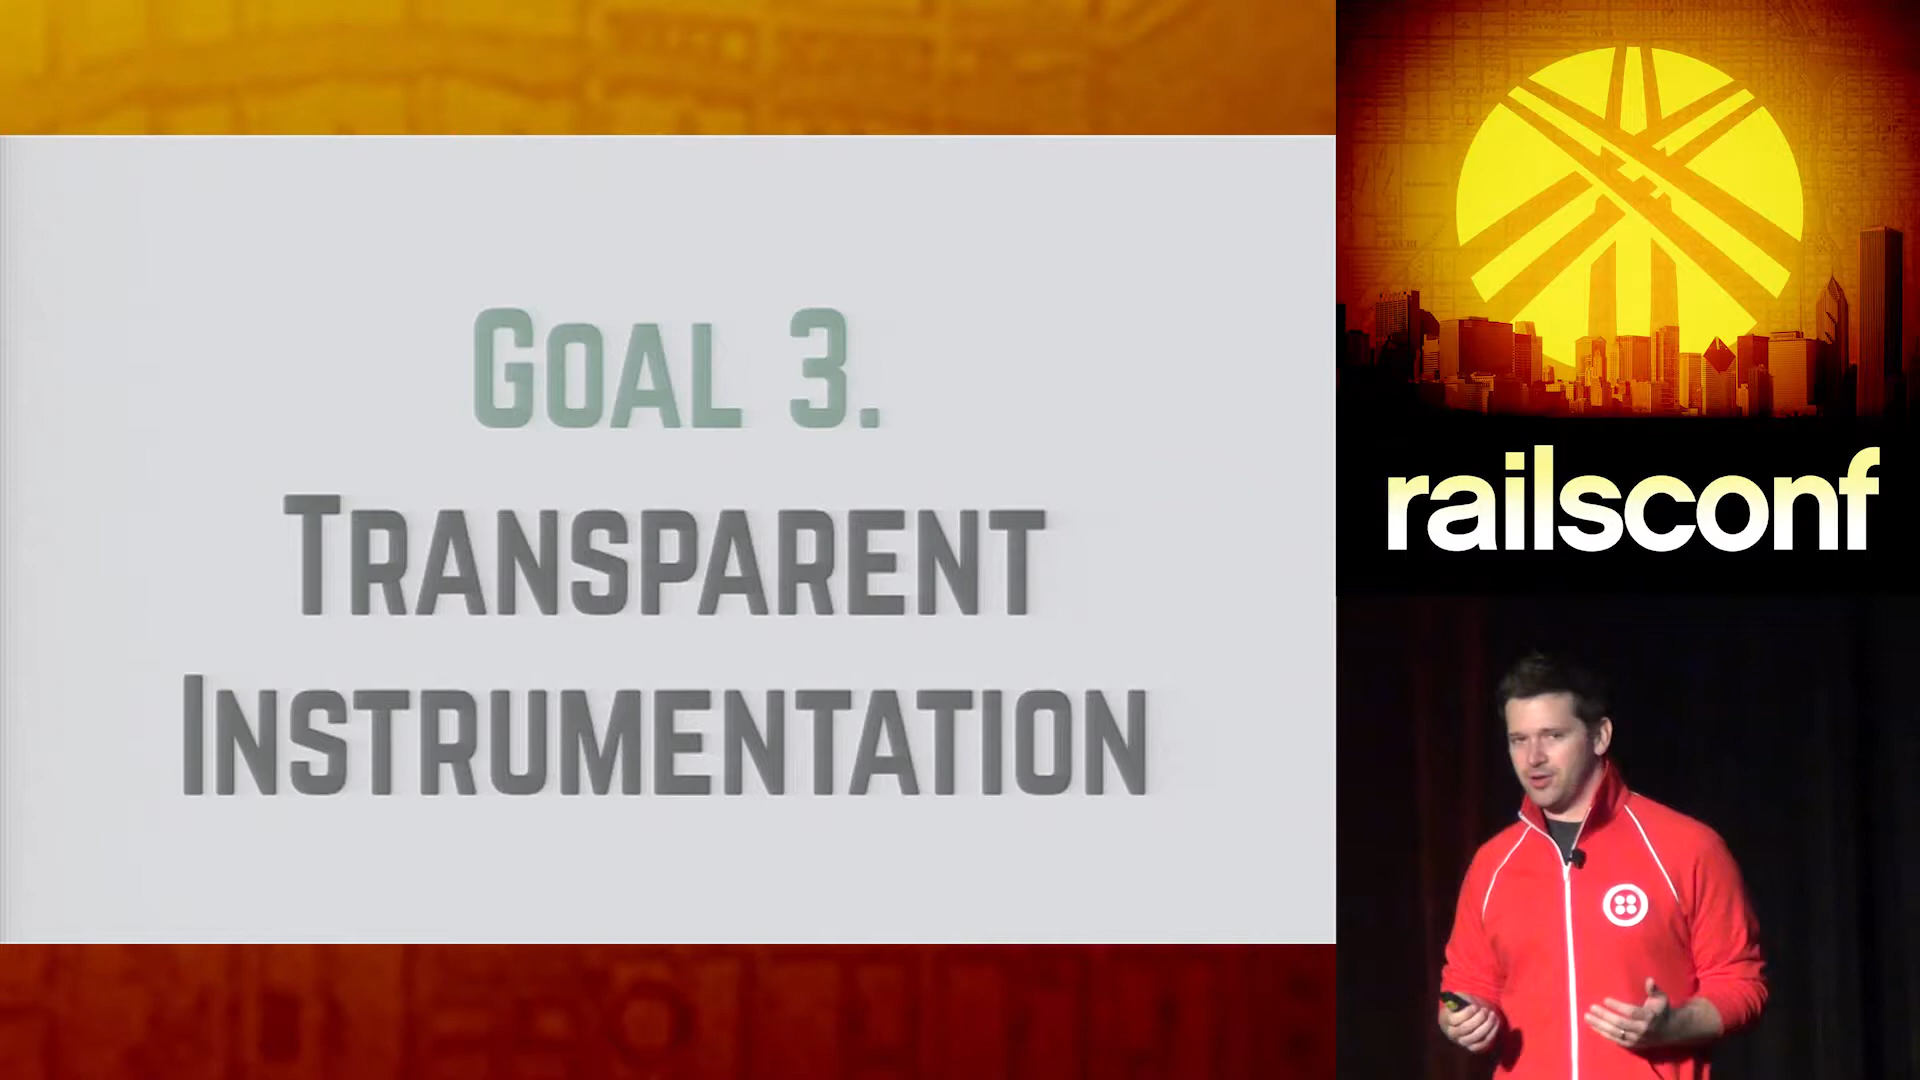 Goal 3.
Transparent
Instrumentation
railsconf